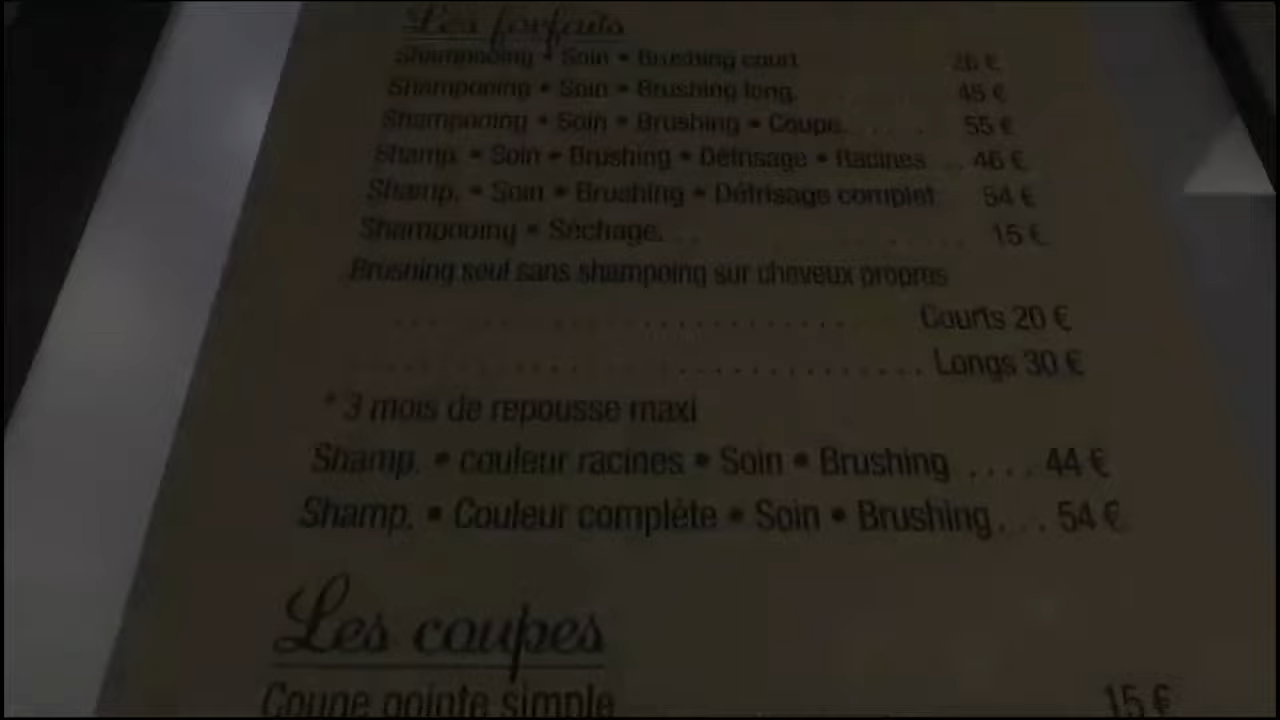 Les forfaits
Shampooing • Soin • Brushing court
Shampooing • Soin • Brushing long 45 €
Shampooing • Soin • Brushing • Coupe..... 55 €
Shamp. • Soin • Brushing • Défrisage • Racines ... 46 €
Shamp. • Soin • Brushing • Défrisage complet 54 €
Shampooing • Séchage. 15 €
Brushing seul sans shampoing sur cheveux propres
Courts 20 €
Longs 30 €
* 3 mois de repousse maxi
Shamp. • couleur racines • Soin • Brushing .... 44 €
Shamp. • Couleur complète • Soin • Brushing... 54 €
Les coupes
Coupe pointe simple 15 €